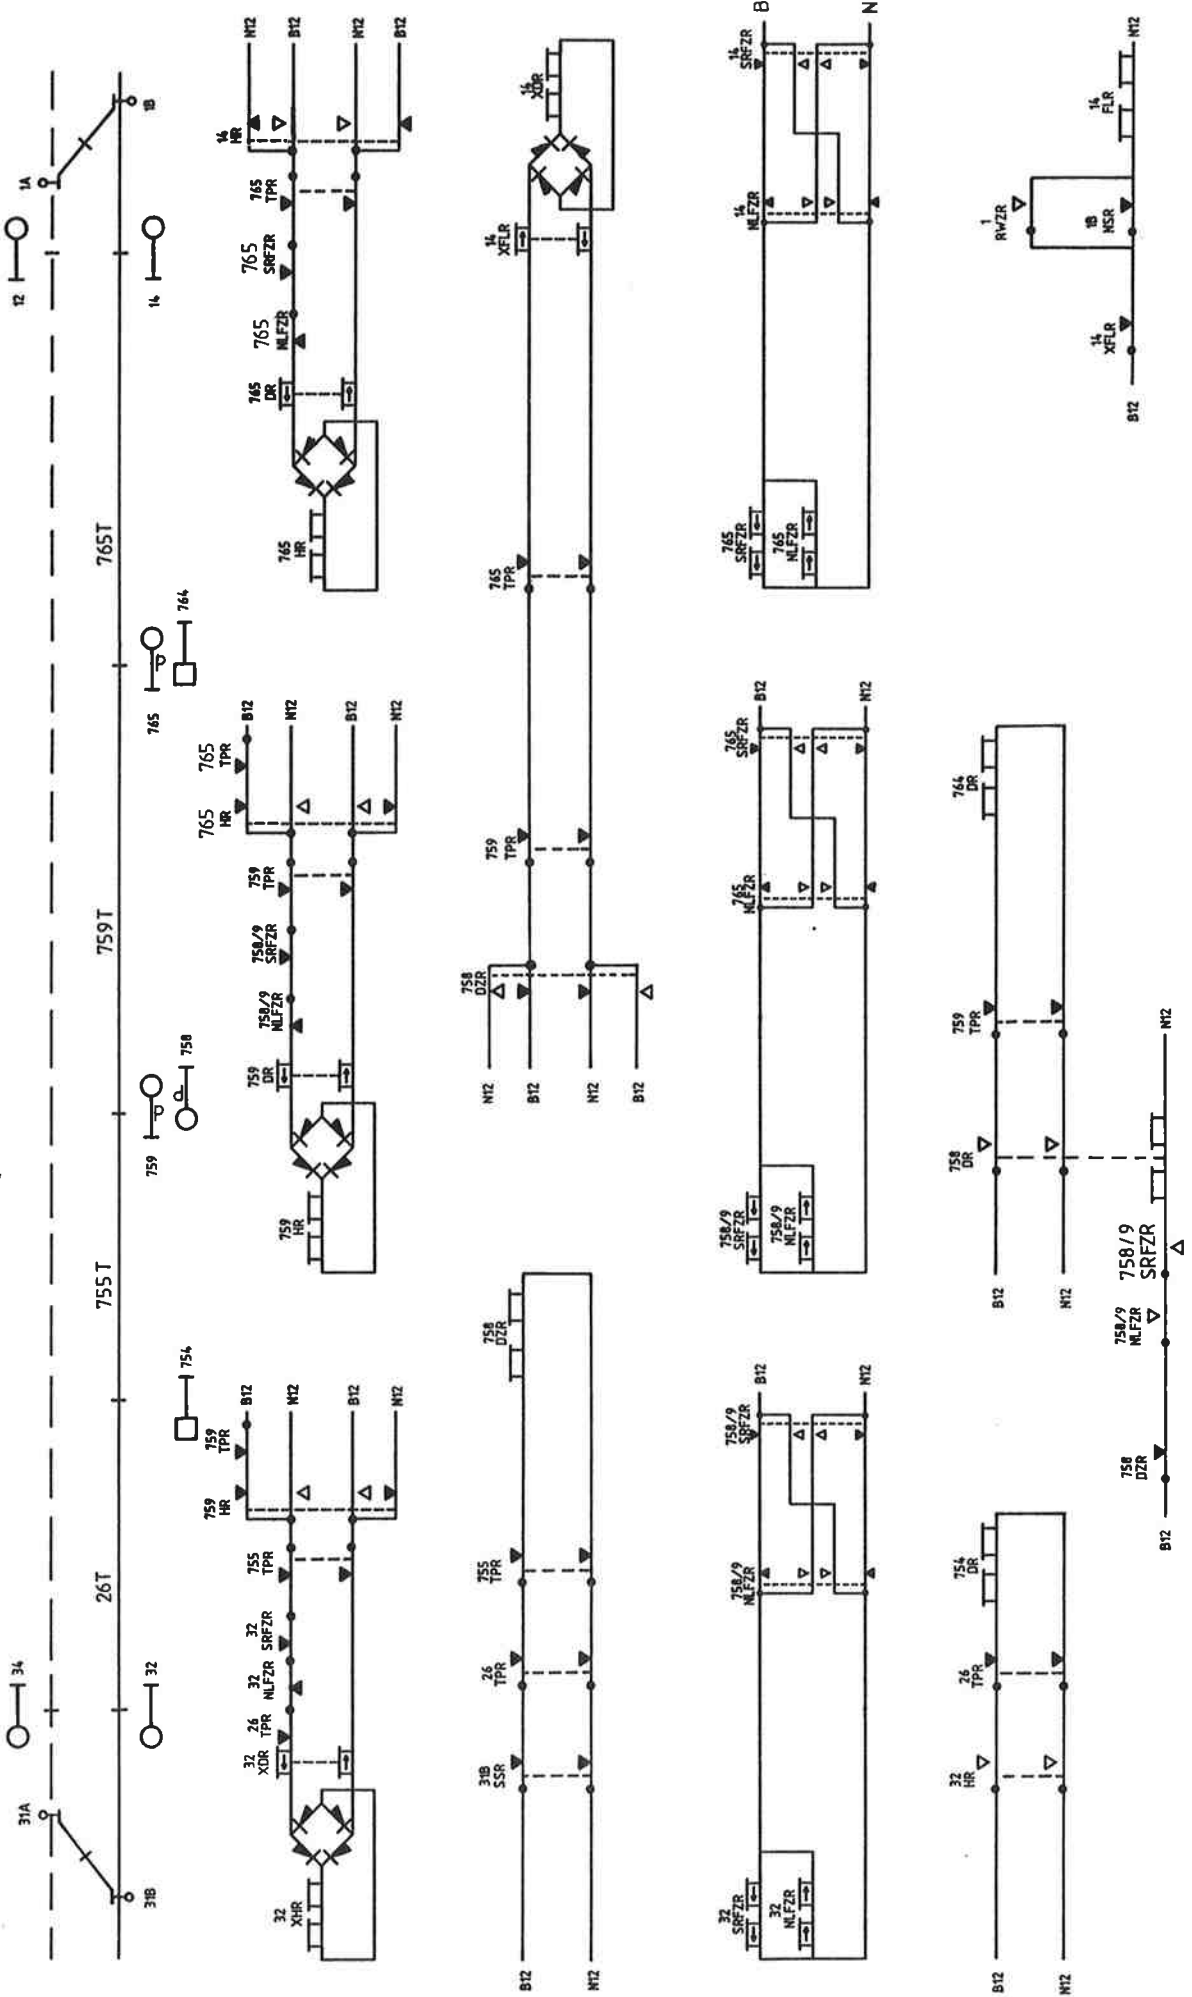 34
12
31A
1A
26T
755T
759T
765T
31B
32
759
765
14
1B
754
758
764
32
XHR
32
XDR
26
TPR
32
NLFZR
32
SRFZR
755
TPR
759
HR
759
TPR
B12
N12
B12
N12
759
HR
759
DR
758/9
NLFZR
758/9
SRFZR
759
TPR
765
HR
765
TPR
B12
N12
B12
N12
765
HR
765
DR
765
NLFZR
765
SRFZR
765
TPR
14
HR
N12
B12
N12
B12
B12
N12
31B
SSR
26
TPR
755
TPR
758
DZR
N12
B12
N12
B12
758
DZR
759
TPR
765
TPR
14
XFLR
14
XDR
32
SRFZR
32
NLFZR
758/9
NLFZR
758/9
SRFZR
B12
N12
758/9
SRFZR
758/9
NLFZR
765
NLFZR
765
SRFZR
B12
N12
765
SRFZR
765
NLFZR
14
NLFZR
14
SRFZR
B
N
B12
N12
32
HR
26
TPR
754
DR
B12
N12
758
DR
759
TPR
764
DR
B12
758
DZR
758/9
NLFZR
758/9
SRFZR
N12
B12
14
XFLR
1
RWZR
1B
NSR
14
FLR
N12